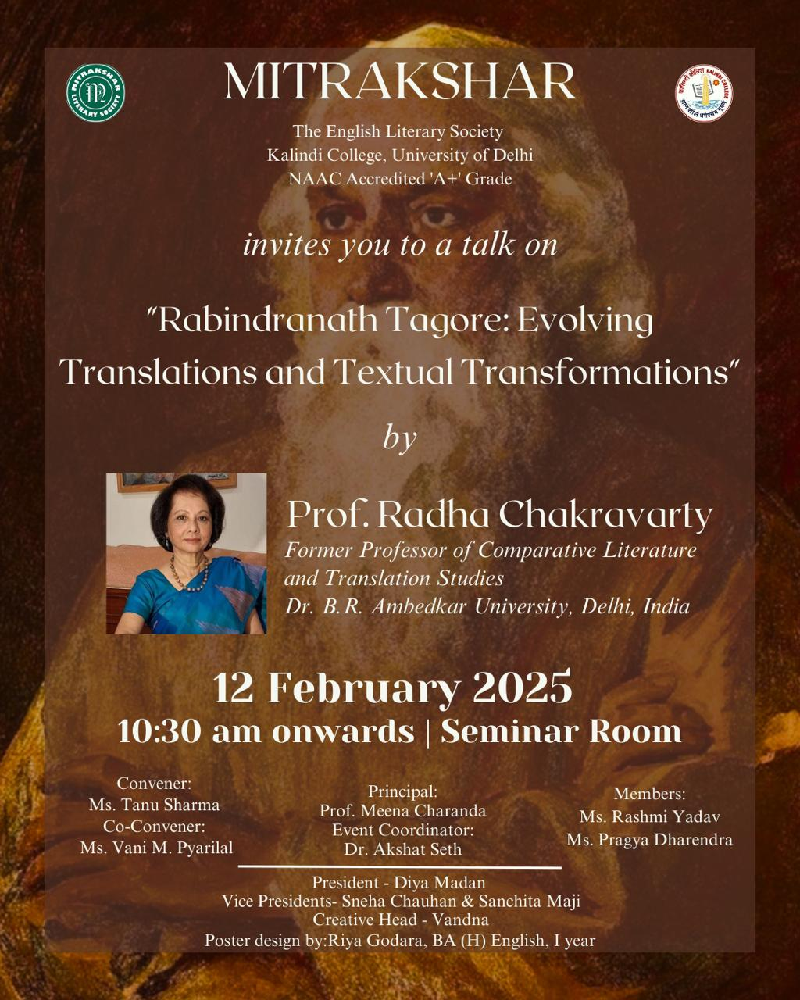 MITRAKSHAR LITERARY SOCIETY
कालिन्दी कॉलेज KALINDI COLLEGE
MITRAKSHAR
The English Literary Society
Kalindi College, University of Delhi
NAAC Accredited 'A+' Grade
invites you to a talk on
"Rabindranath Tagore: Evolving
Translations and Textual Transformations"
by
Prof. Radha Chakravarty
Former Professor of Comparative Literature
and Translation Studies
Dr. B.R. Ambedkar University, Delhi, India
12 February 2025
10:30 am onwards | Seminar Room
Convener:
Ms. Tanu Sharma
Co-Convener:
Ms. Vani M. Pyarilal
Principal:
Prof. Meena Charanda
Event Coordinator:
Dr. Akshat Seth
Members:
Ms. Rashmi Yadav
Ms. Pragya Dharendra
President - Diya Madan
Vice Presidents- Sneha Chauhan & Sanchita Maji
Creative Head - Vandna
Poster design by:Riya Godara, BA (H) English, I year